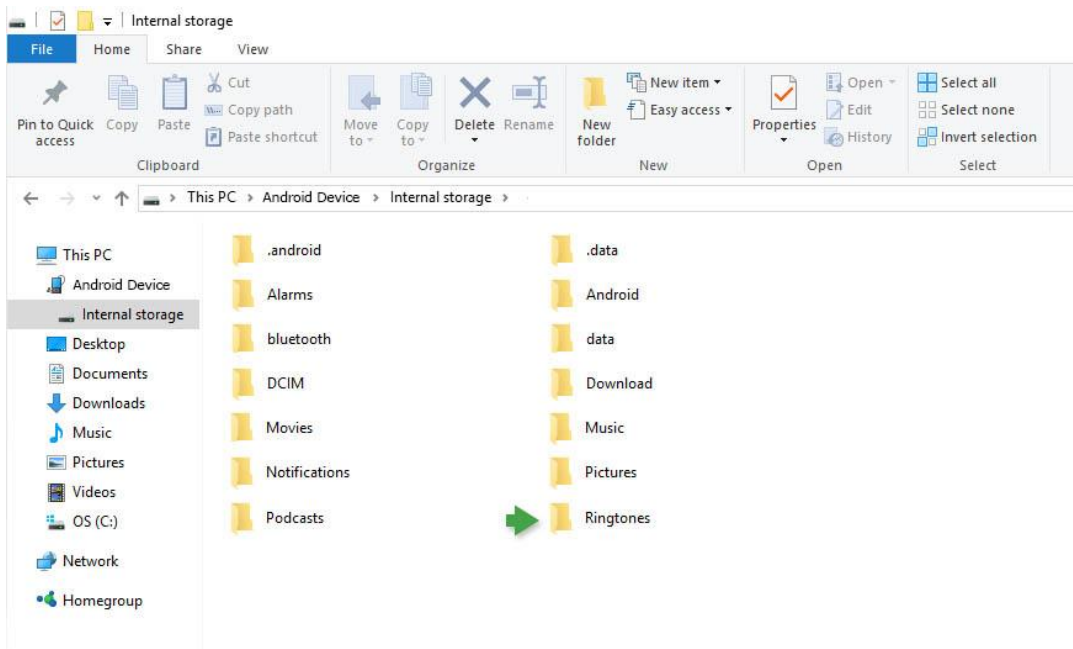 Internal storage
File Home Share View
Pin to Quick access
Copy
Paste
Cut
Copy path
Paste shortcut
Clipboard
Move to
Copy to
Delete
Rename
Organize
New folder
New item
Easy access
New
Properties
Open
Edit
History
Open
Select all
Select none
Invert selection
Select
This PC > Android Device > Internal storage >
This PC
Android Device
Internal storage
Desktop
Documents
Downloads
Music
Pictures
Videos
OS (C:)
Network
Homegroup
.android .data
Alarms Android
bluetooth data
DCIM Download
Movies Music
Notifications Pictures
Podcasts Ringtones